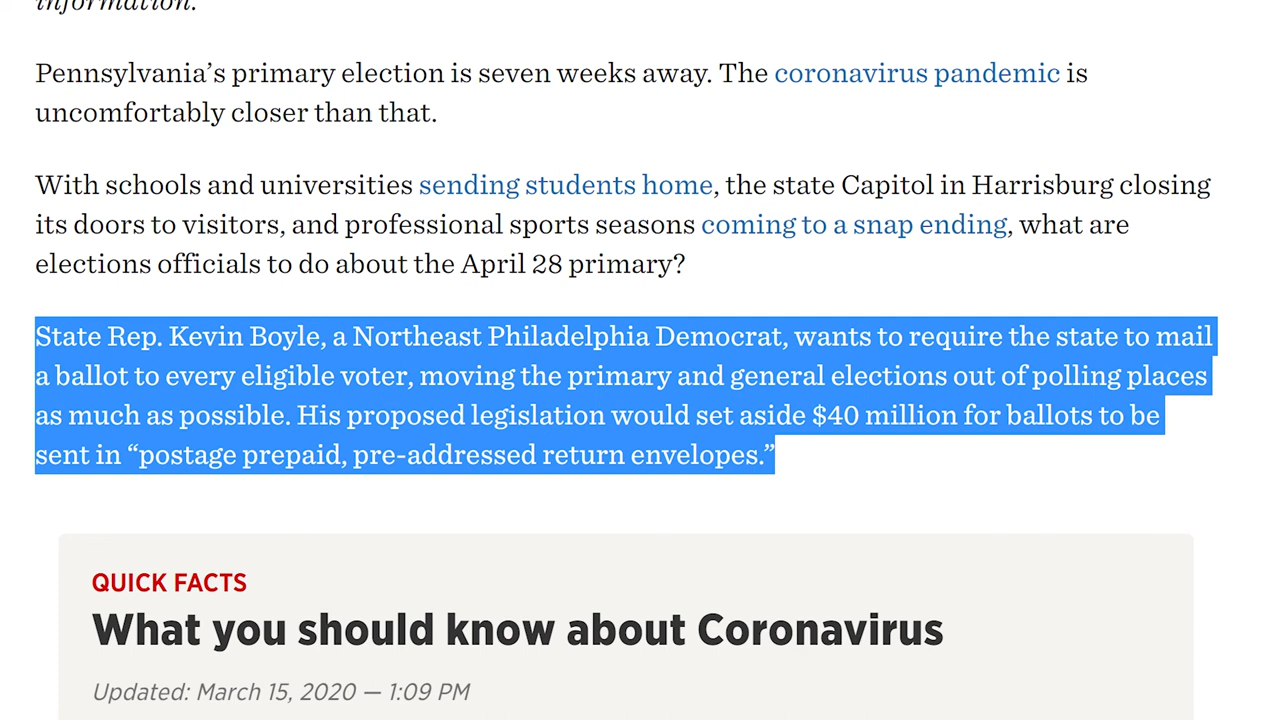 information.
Pennsylvania’s primary election is seven weeks away. The coronavirus pandemic is
uncomfortably closer than that.
With schools and universities sending students home, the state Capitol in Harrisburg closing
its doors to visitors, and professional sports seasons coming to a snap ending, what are
elections officials to do about the April 28 primary?
State Rep. Kevin Boyle, a Northeast Philadelphia Democrat, wants to require the state to mail
a ballot to every eligible voter, moving the primary and general elections out of polling places
as much as possible. His proposed legislation would set aside $40 million for ballots to be
sent in “postage prepaid, pre-addressed return envelopes.”
QUICK FACTS
What you should know about Coronavirus
Updated: March 15, 2020 — 1:09 PM